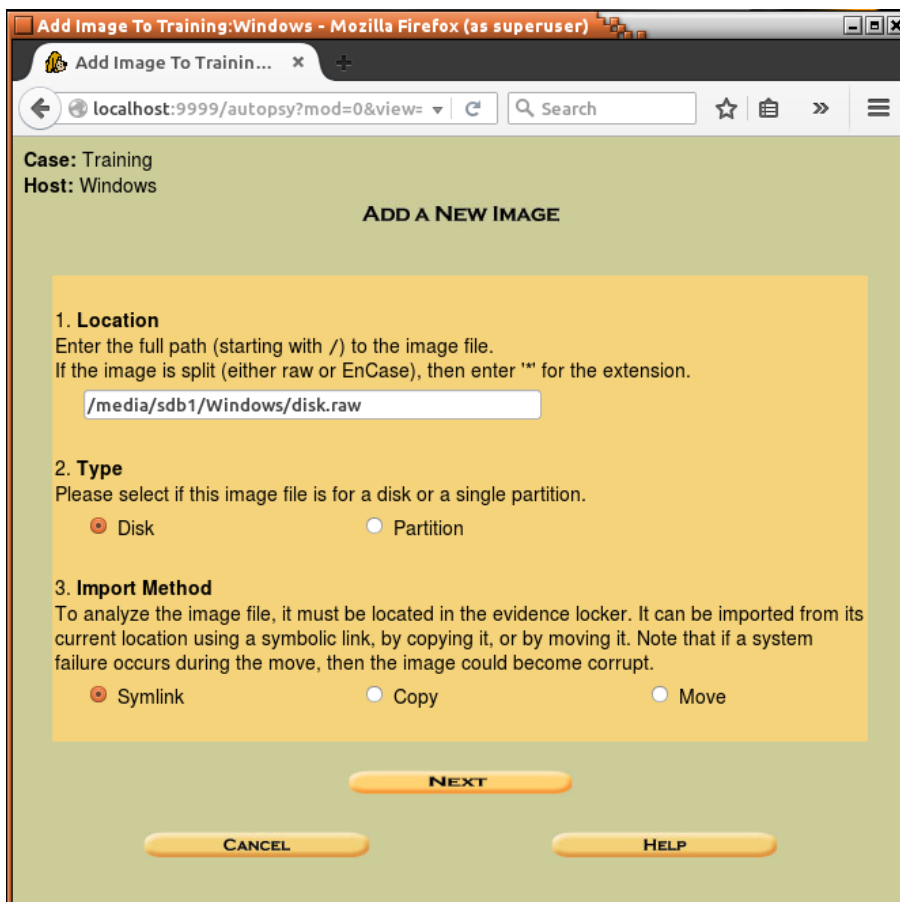 Add Image To Training:Windows - Mozilla Firefox (as superuser)
Add Image To Trainin...
localhost:9999/autopsy?mod=0&view=
Search
Case: Training
Host: Windows
ADD A NEW IMAGE
1. Location
Enter the full path (starting with /) to the image file.
If the image is split (either raw or EnCase), then enter '*' for the extension.
/media/sdb1/Windows/disk.raw
2. Type
Please select if this image file is for a disk or a single partition.
Disk Partition
3. Import Method
To analyze the image file, it must be located in the evidence locker. It can be imported from its
current location using a symbolic link, by copying it, or by moving it. Note that if a system
failure occurs during the move, then the image could become corrupt.
Symlink Copy Move
NEXT
CANCEL HELP